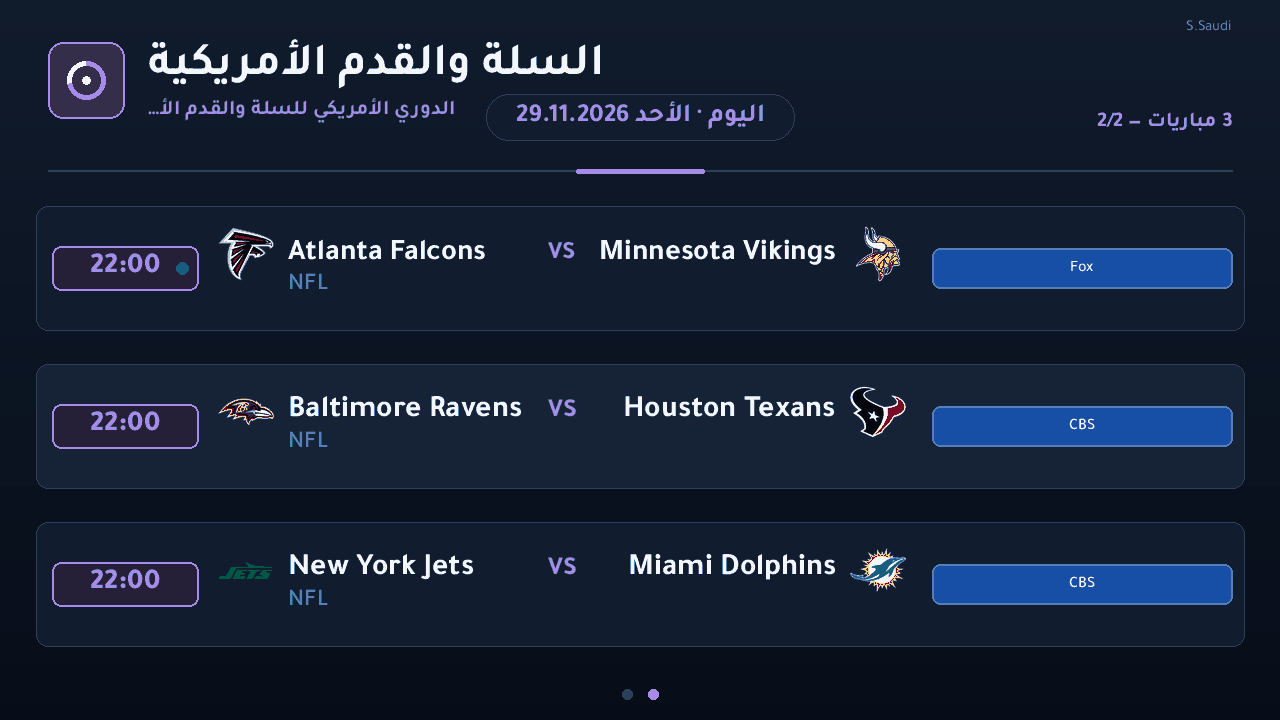 S.Saudi
السلة والقدم الأمريكية
الدوري الأمريكي للسلة والقدم الأ...
اليوم · الأحد 29.11.2026
3 مباريات – 2/2
22:00
Atlanta Falcons VS Minnesota Vikings
NFL
Fox
22:00
Baltimore Ravens VS Houston Texans
NFL
CBS
22:00
JETS
New York Jets VS Miami Dolphins
NFL
CBS